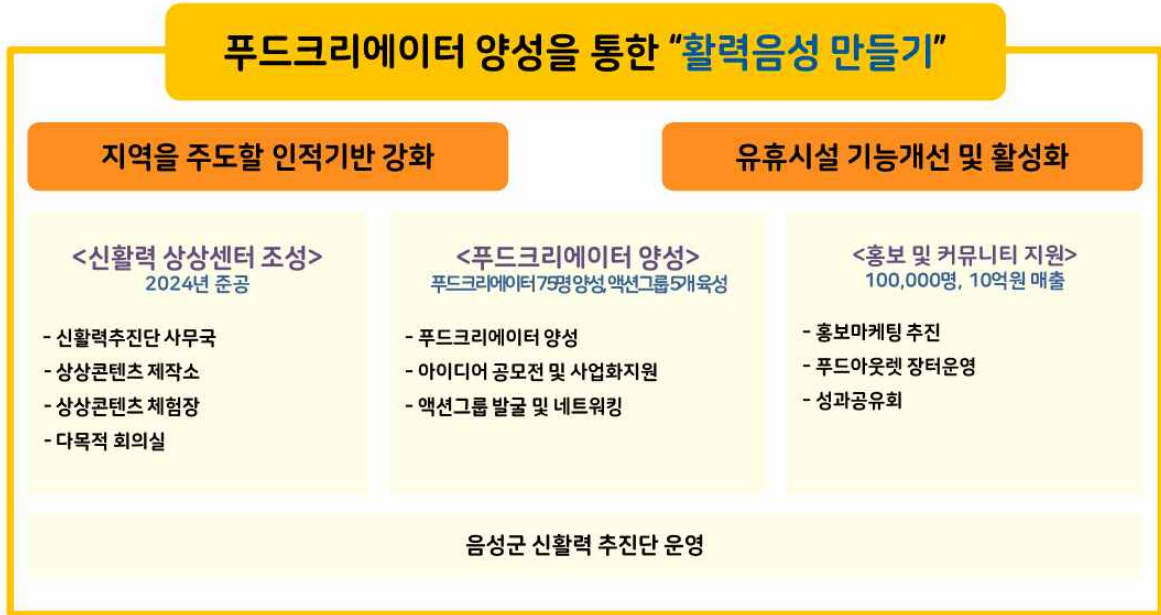 푸드크리에이터 양성을 통한 “활력음성 만들기”
지역을 주도할 인적기반 강화
유휴시설 기능개선 및 활성화
<신활력 상상센터 조성>
2024년 준공
- 신활력추진단 사무국
- 상상콘텐츠 제작소
- 상상콘텐츠 체험장
- 다목적 회의실
<푸드크리에이터 양성>
푸드크리에이터 75명 양성, 액션그룹 5개 육성
- 푸드크리에이터 양성
- 아이디어 공모전 및 사업화지원
- 액션그룹 발굴 및 네트워킹
<홍보 및 커뮤니티 지원>
100,000명, 10억원 매출
- 홍보마케팅 추진
- 푸드아웃렛 장터운영
- 성과공유회
음성군 신활력 추진단 운영